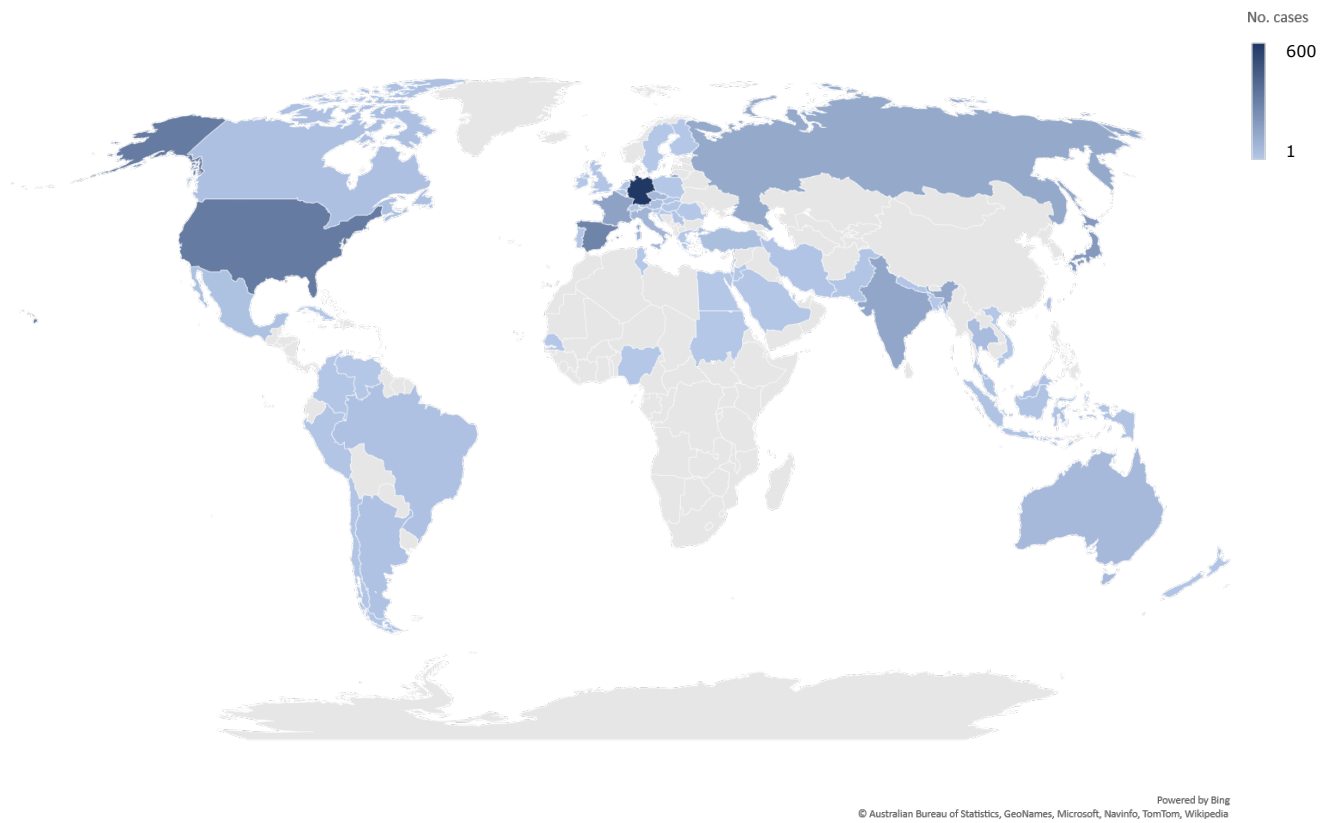 No. cases
600
1
Powered by Bing
© Australian Bureau of Statistics, GeoNames, Microsoft, Navinfo, TomTom, Wikipedia